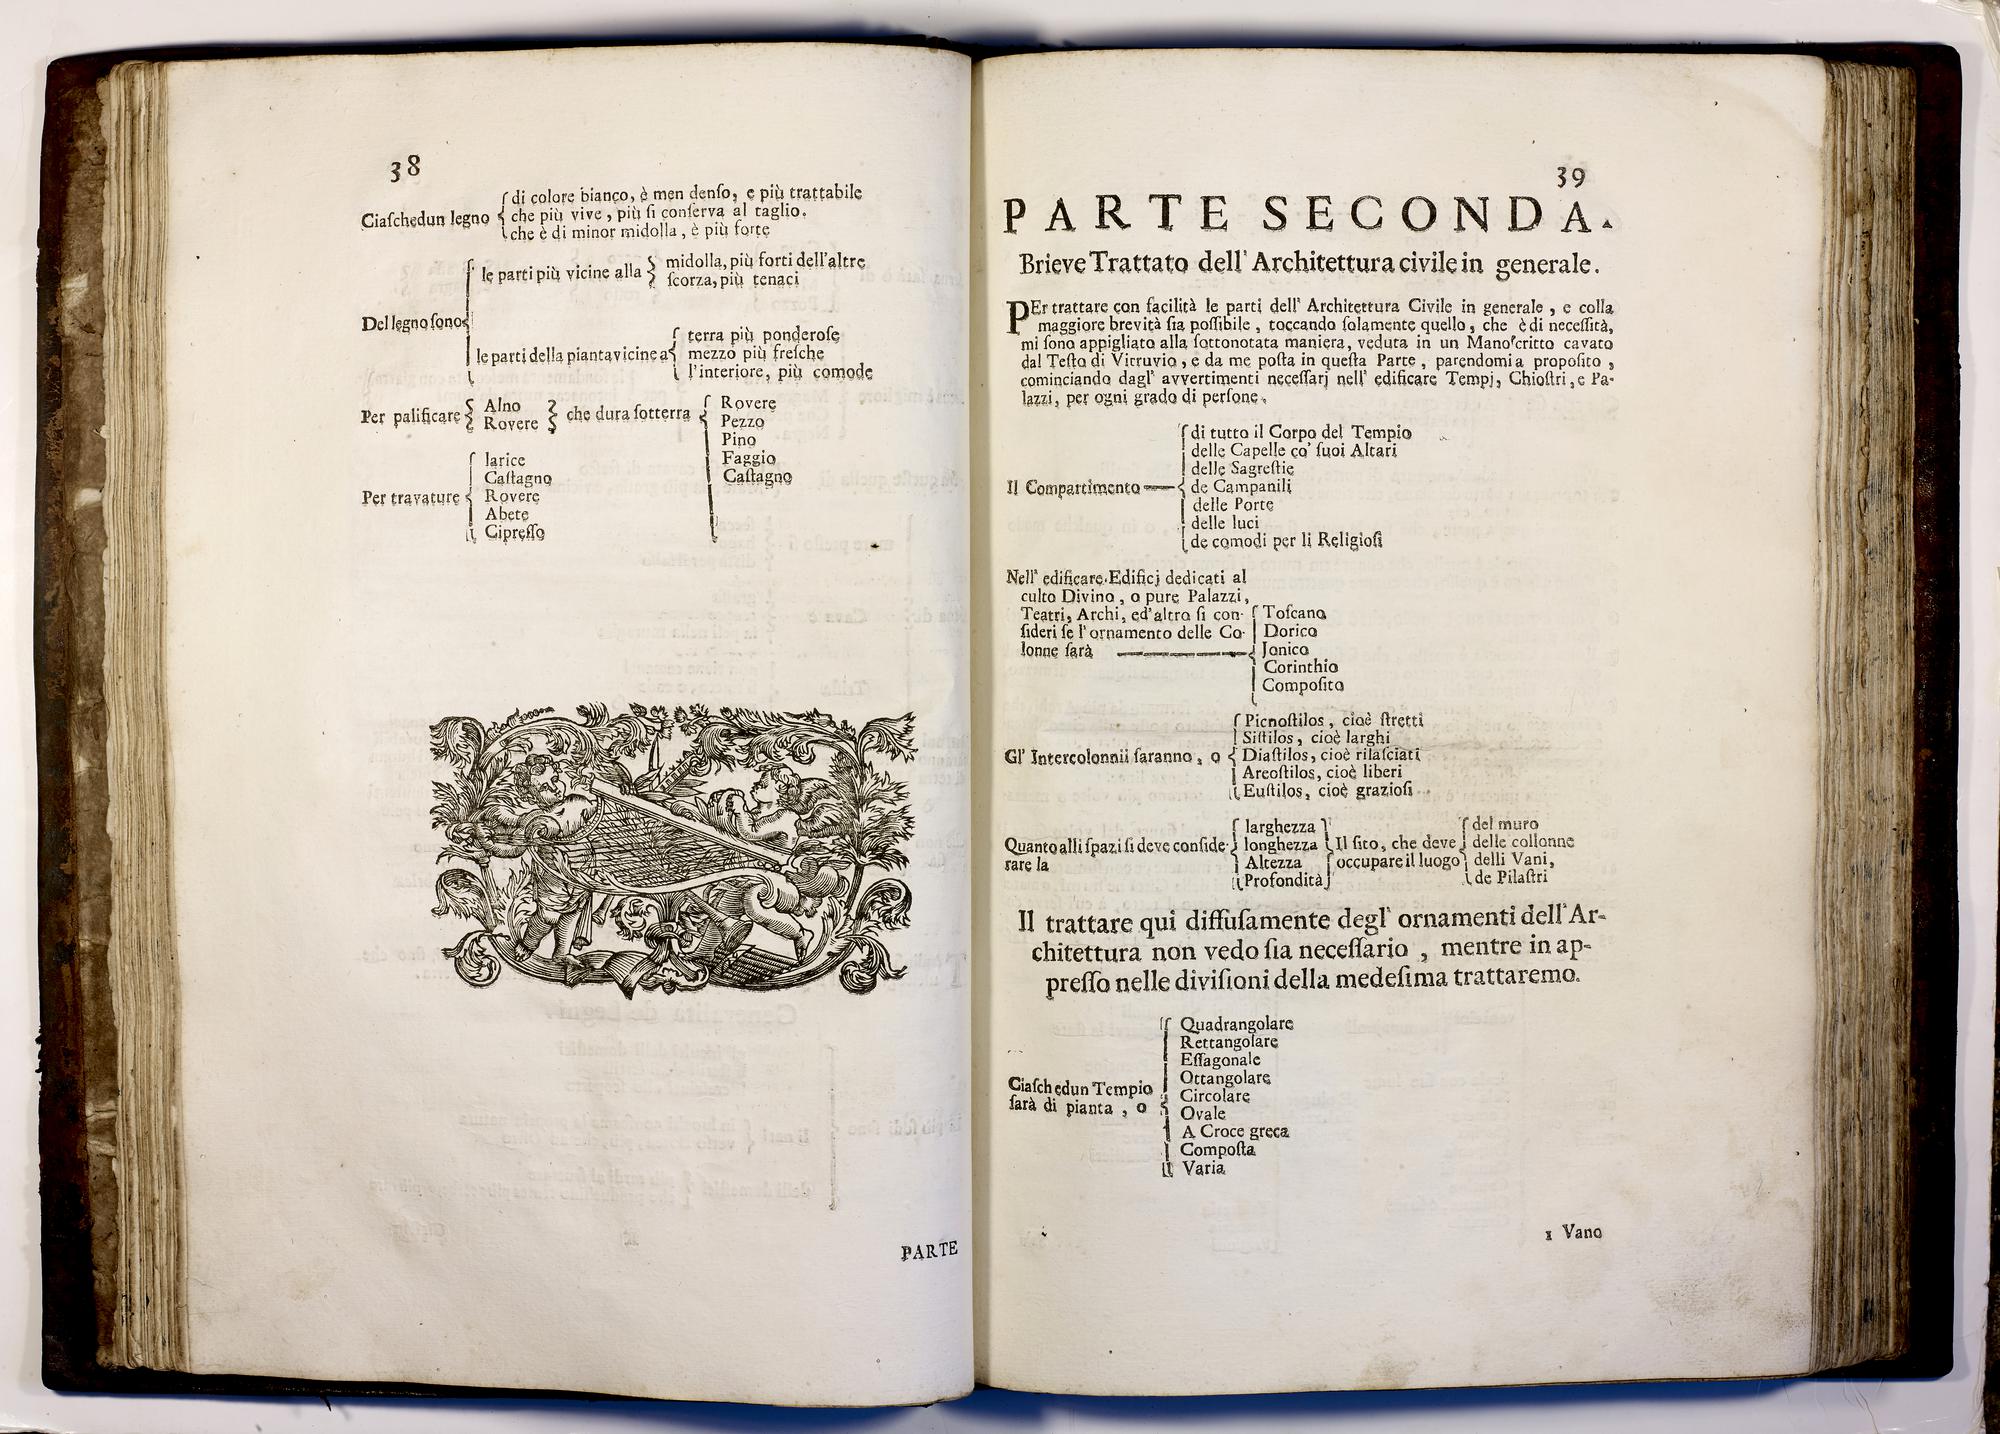 38
Ciaſchedun legno
di colore bianco, è men denſo, e più trattabile
che più vive, più ſi conſerva al taglio.
che è di minor midolla, è più forte
Del legno ſono
le parti più vicine alla
midolla, più forti dell'altre
ſcorza, più tenaci
le parti della pianta vicine a
terra più ponderoſe
mezzo più freſche
l'interiore, più comode
Per palificare
Alno
Rovere
che dura ſotterra
Rovere
Pezzo
Pino
Faggio
Caſtagno
Per travature
larice
Caſtagno
Rovere
Abete
Cipreſſo
PARTE
39
PARTE SECONDA.
Brieve Trattato dell' Architettura civile in generale.
PEr trattare con facilità le parti dell' Architettura Civile in generale, e colla
maggiore brevità ſia poſſibile, toccando ſolamente quello, che è di neceſſità,
mi ſono appigliato alla ſottonotata maniera, veduta in un Manoſcritto cavato
dal Teſto di Vitruvio, e da me poſta in queſta Parte, parendomi a propoſito,
cominciando dagl' avvertimenti neceſſarj nell' edificare Tempj, Chioſtri, e Pa-
lazzi, per ogni grado di perſone.
Il Compartimento
di tutto il Corpo del Tempio
delle Capelle co' ſuoi Altari
delle Sagreſtie
de Campanili
delle Porte
delle luci
de comodi per li Religioſi
Nell' edificare Edificj dedicati al
culto Divino, o pure Palazzi,
Teatri, Archi, ed'altro ſi con-
ſideri ſe l'ornamento delle Co-
lonne ſarà
Toſcano
Dorico
Jonico
Corinthio
Compoſito
Gl' Intercolonnii ſaranno, o
Picnoſtilos, cioè ſtretti
Siſtilos, cioè larghi
Diaſtilos, cioè rilaſciati
Areoſtilos, cioè liberi
Euſtilos, cioè grazioſi
Quanto alli ſpazi ſi deve conſide-
rare la
larghezza
longhezza
Altezza
Profondità
Il ſito, che deve
occupare il luogo
del muro
delle collonne
delli Vani,
de Pilaſtri
Il trattare qui diffuſamente degl' ornamenti dell'Ar-
chitettura non vedo ſia neceſſario, mentre in ap-
preſſo nelle diviſioni della medeſima trattaremo.
Ciaſchedun Tempio
ſarà di pianta, o
Quadrangolare
Rettangolare
Eſſagonale
Ottangolare
Circolare
Ovale
A Croce greca
Compoſta
Varia
1 Vano